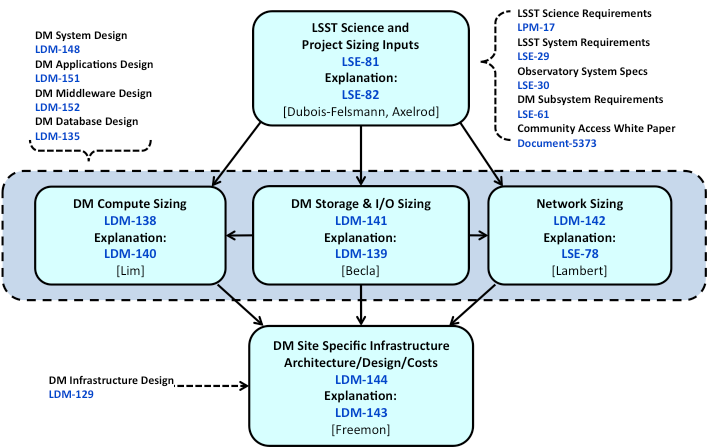 DM System Design
LDM-148
DM Applications Design
LDM-151
DM Middleware Design
LDM-152
DM Database Design
LDM-135
LSST Science and
Project Sizing Inputs
LSE-81
Explanation:
LSE-82
[Dubois-Felsmann, Axelrod]
LSST Science Requirements
LPM-17
LSST System Requirements
LSE-29
Observatory System Specs
LSE-30
DM Subsystem Requirements
LSE-61
Community Access White Paper
Document-5373
DM Compute Sizing
LDM-138
Explanation:
LDM-140
[Lim]
DM Storage & I/O Sizing
LDM-141
Explanation:
LDM-139
[Becla]
Network Sizing
LDM-142
Explanation:
LSE-78
[Lambert]
DM Infrastructure Design
LDM-129
DM Site Specific Infrastructure
Architecture/Design/Costs
LDM-144
Explanation:
LDM-143
[Freemon]